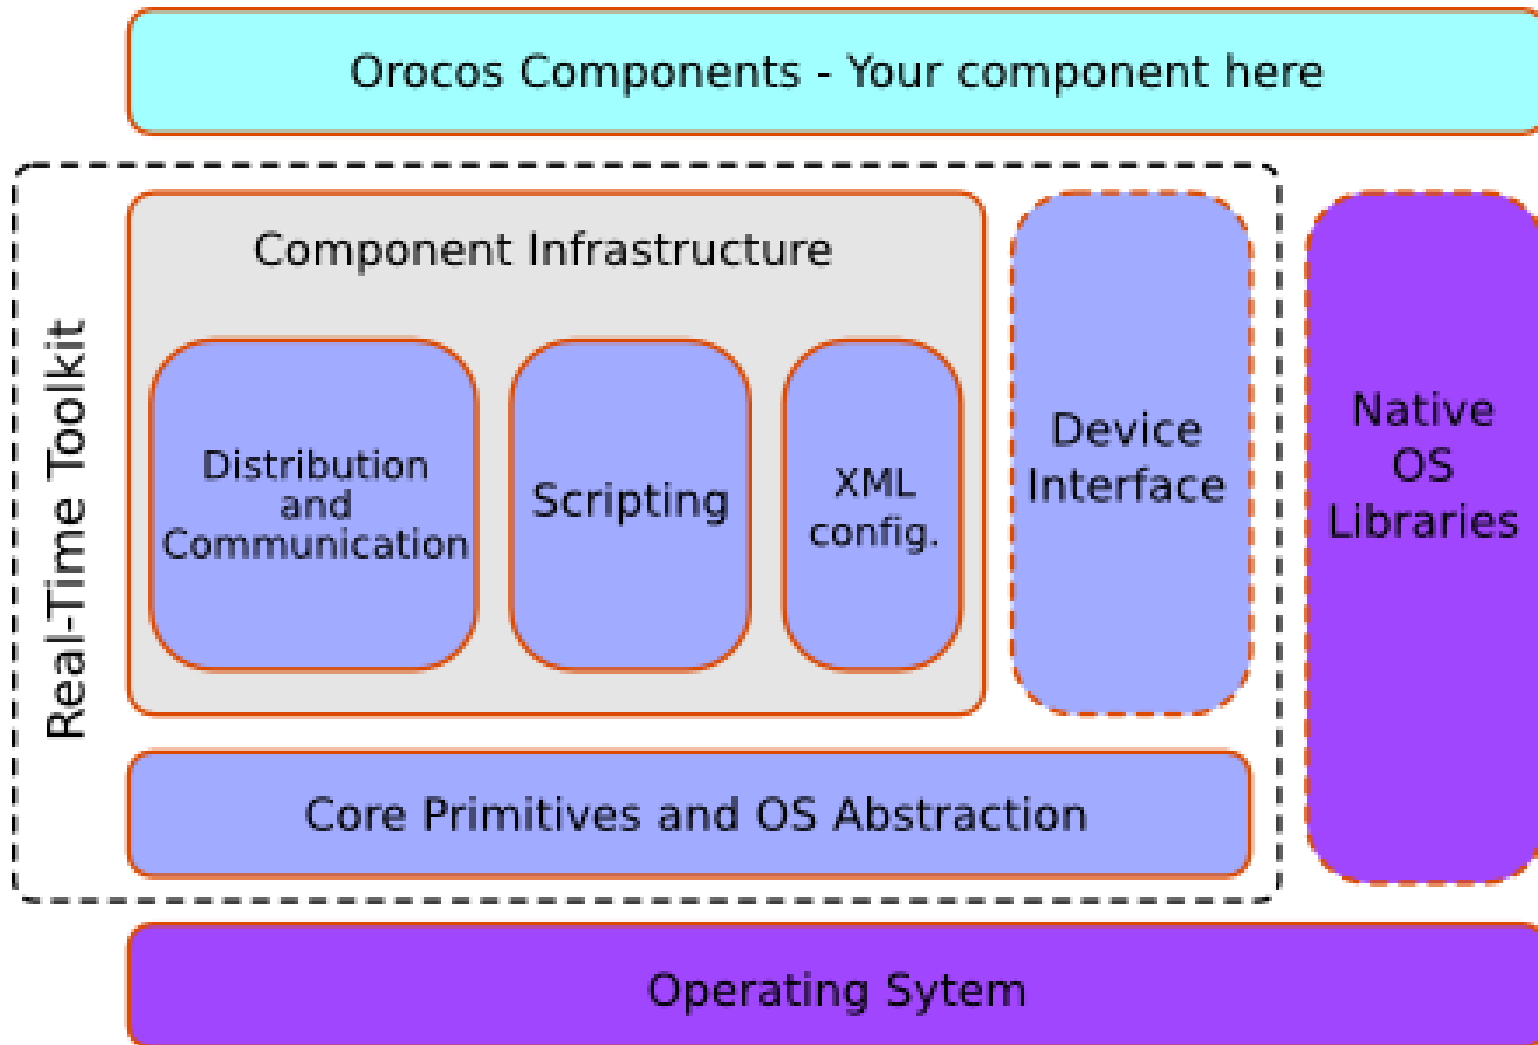 Orocos Components - Your component here
Real-Time Toolkit
Component Infrastructure
Distribution
and
Communication
Scripting
XML
config.
Device
Interface
Native
OS
Libraries
Core Primitives and OS Abstraction
Operating Sytem